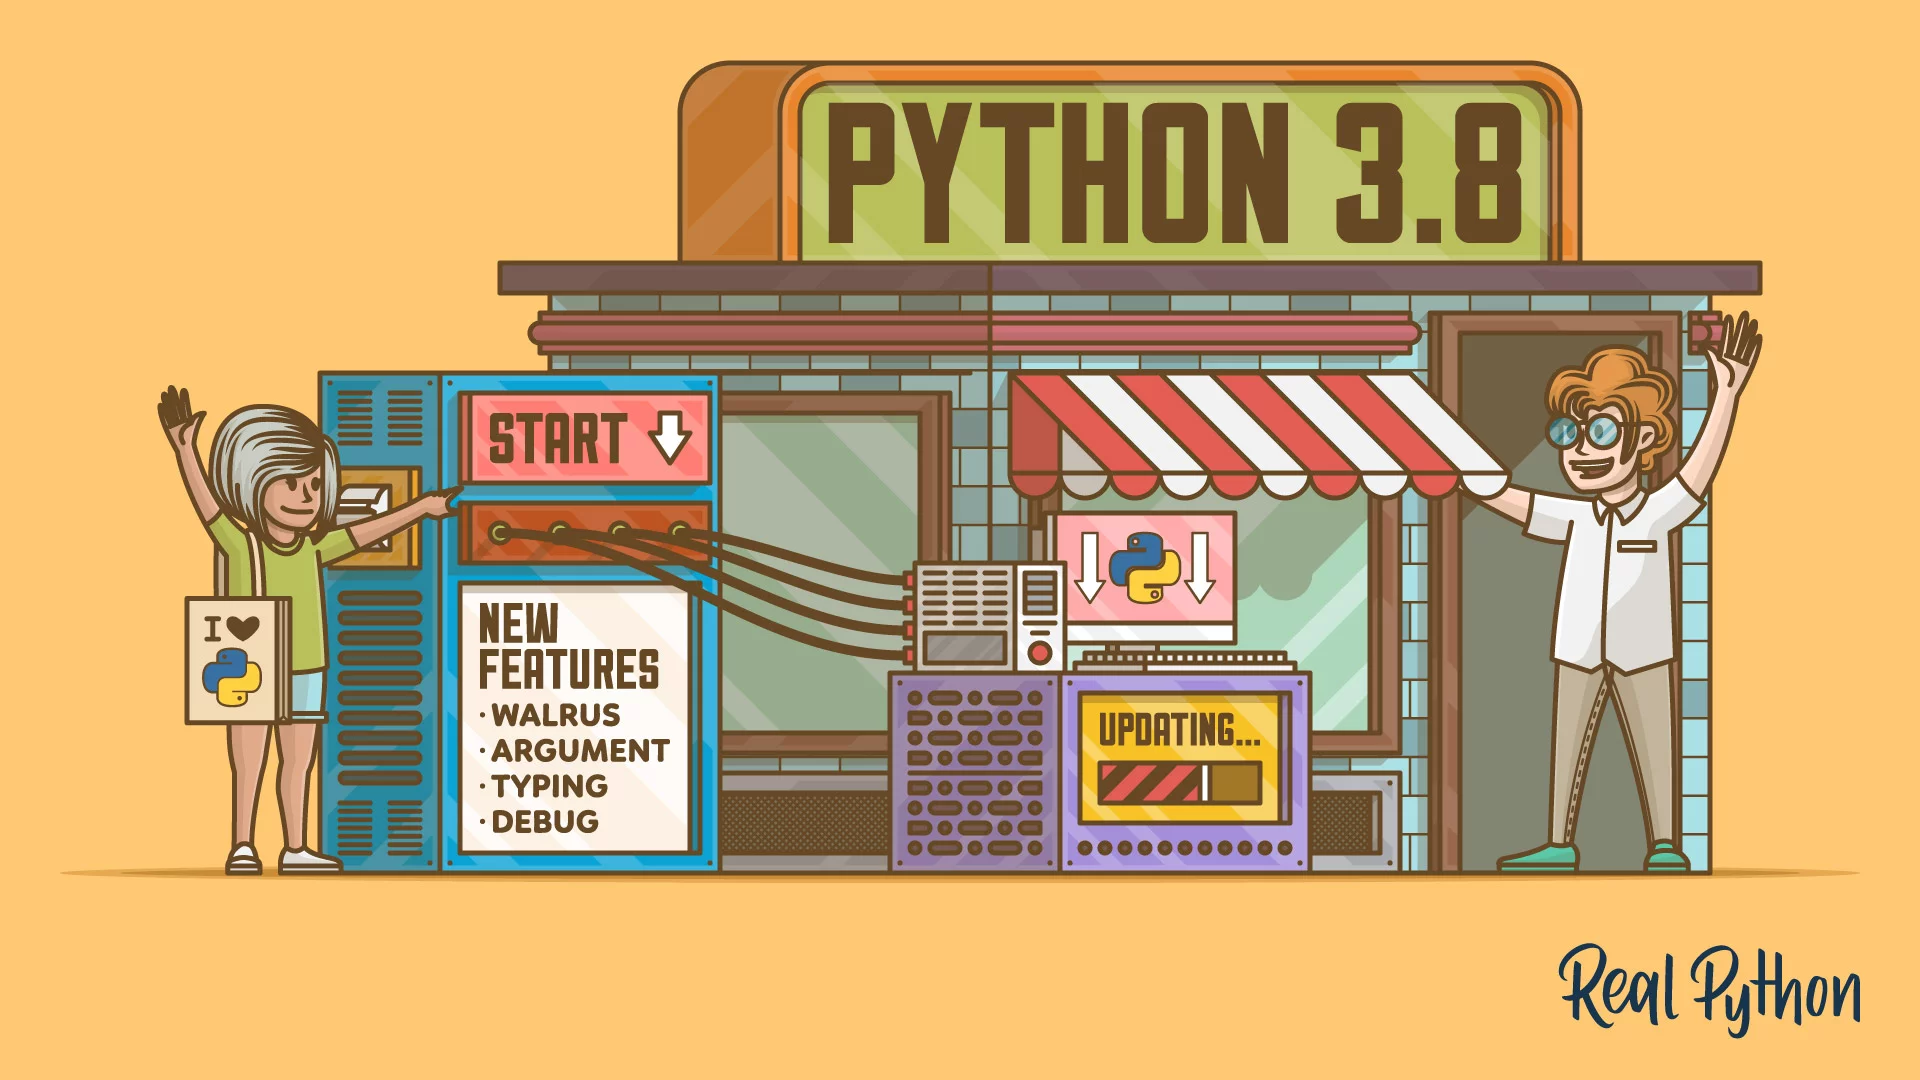 PYTHON 3.8
START
NEW
FEATURES
· WALRUS
· ARGUMENT
· TYPING
· DEBUG
I ♥
UPDATING...
Real Python